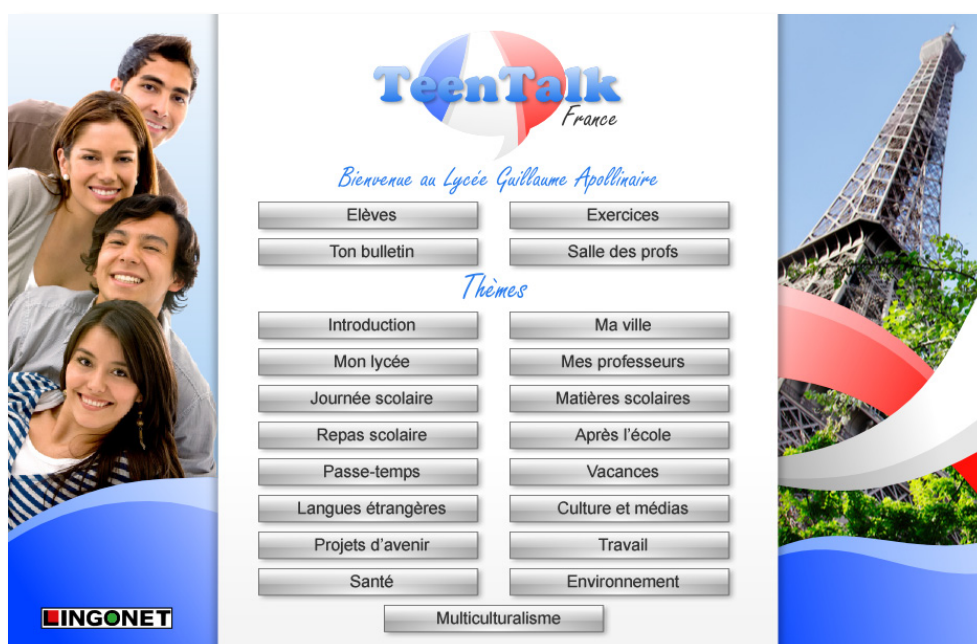 TeenTalk
France
Bienvenue au Lycée Guillaume Apollinaire
Elèves
Exercices
Ton bulletin
Salle des profs
Thèmes
Introduction
Ma ville
Mon lycée
Mes professeurs
Journée scolaire
Matières scolaires
Repas scolaire
Après l'école
Passe-temps
Vacances
Langues étrangères
Culture et médias
Projets d'avenir
Travail
Santé
Environnement
Multiculturalisme
LINGONET